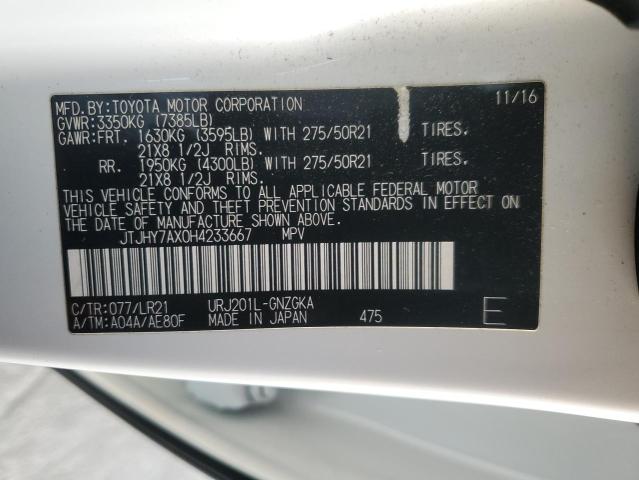 MFD.BY:TOYOTA MOTOR CORPORATION 11/16
GVWR:3350KG (7385LB)
GAWR:FRT. 1630KG (3595LB) WITH 275/50R21 TIRES.
21X8 1/2J RIMS.
RR. 1950KG (4300LB) WITH 275/50R21 TIRES.
21X8 1/2J RIMS.
THIS VEHICLE CONFORMS TO ALL APPLICABLE FEDERAL MOTOR
VEHICLE SAFETY AND THEFT PREVENTION STANDARDS IN EFFECT ON
THE DATE OF MANUFACTURE SHOWN ABOVE.
JTJHY7AX0H4233667 MPV
C/TR:077/LR21 URJ201L-GNZGKA
A/TM:A04A/AE80F MADE IN JAPAN 475 E